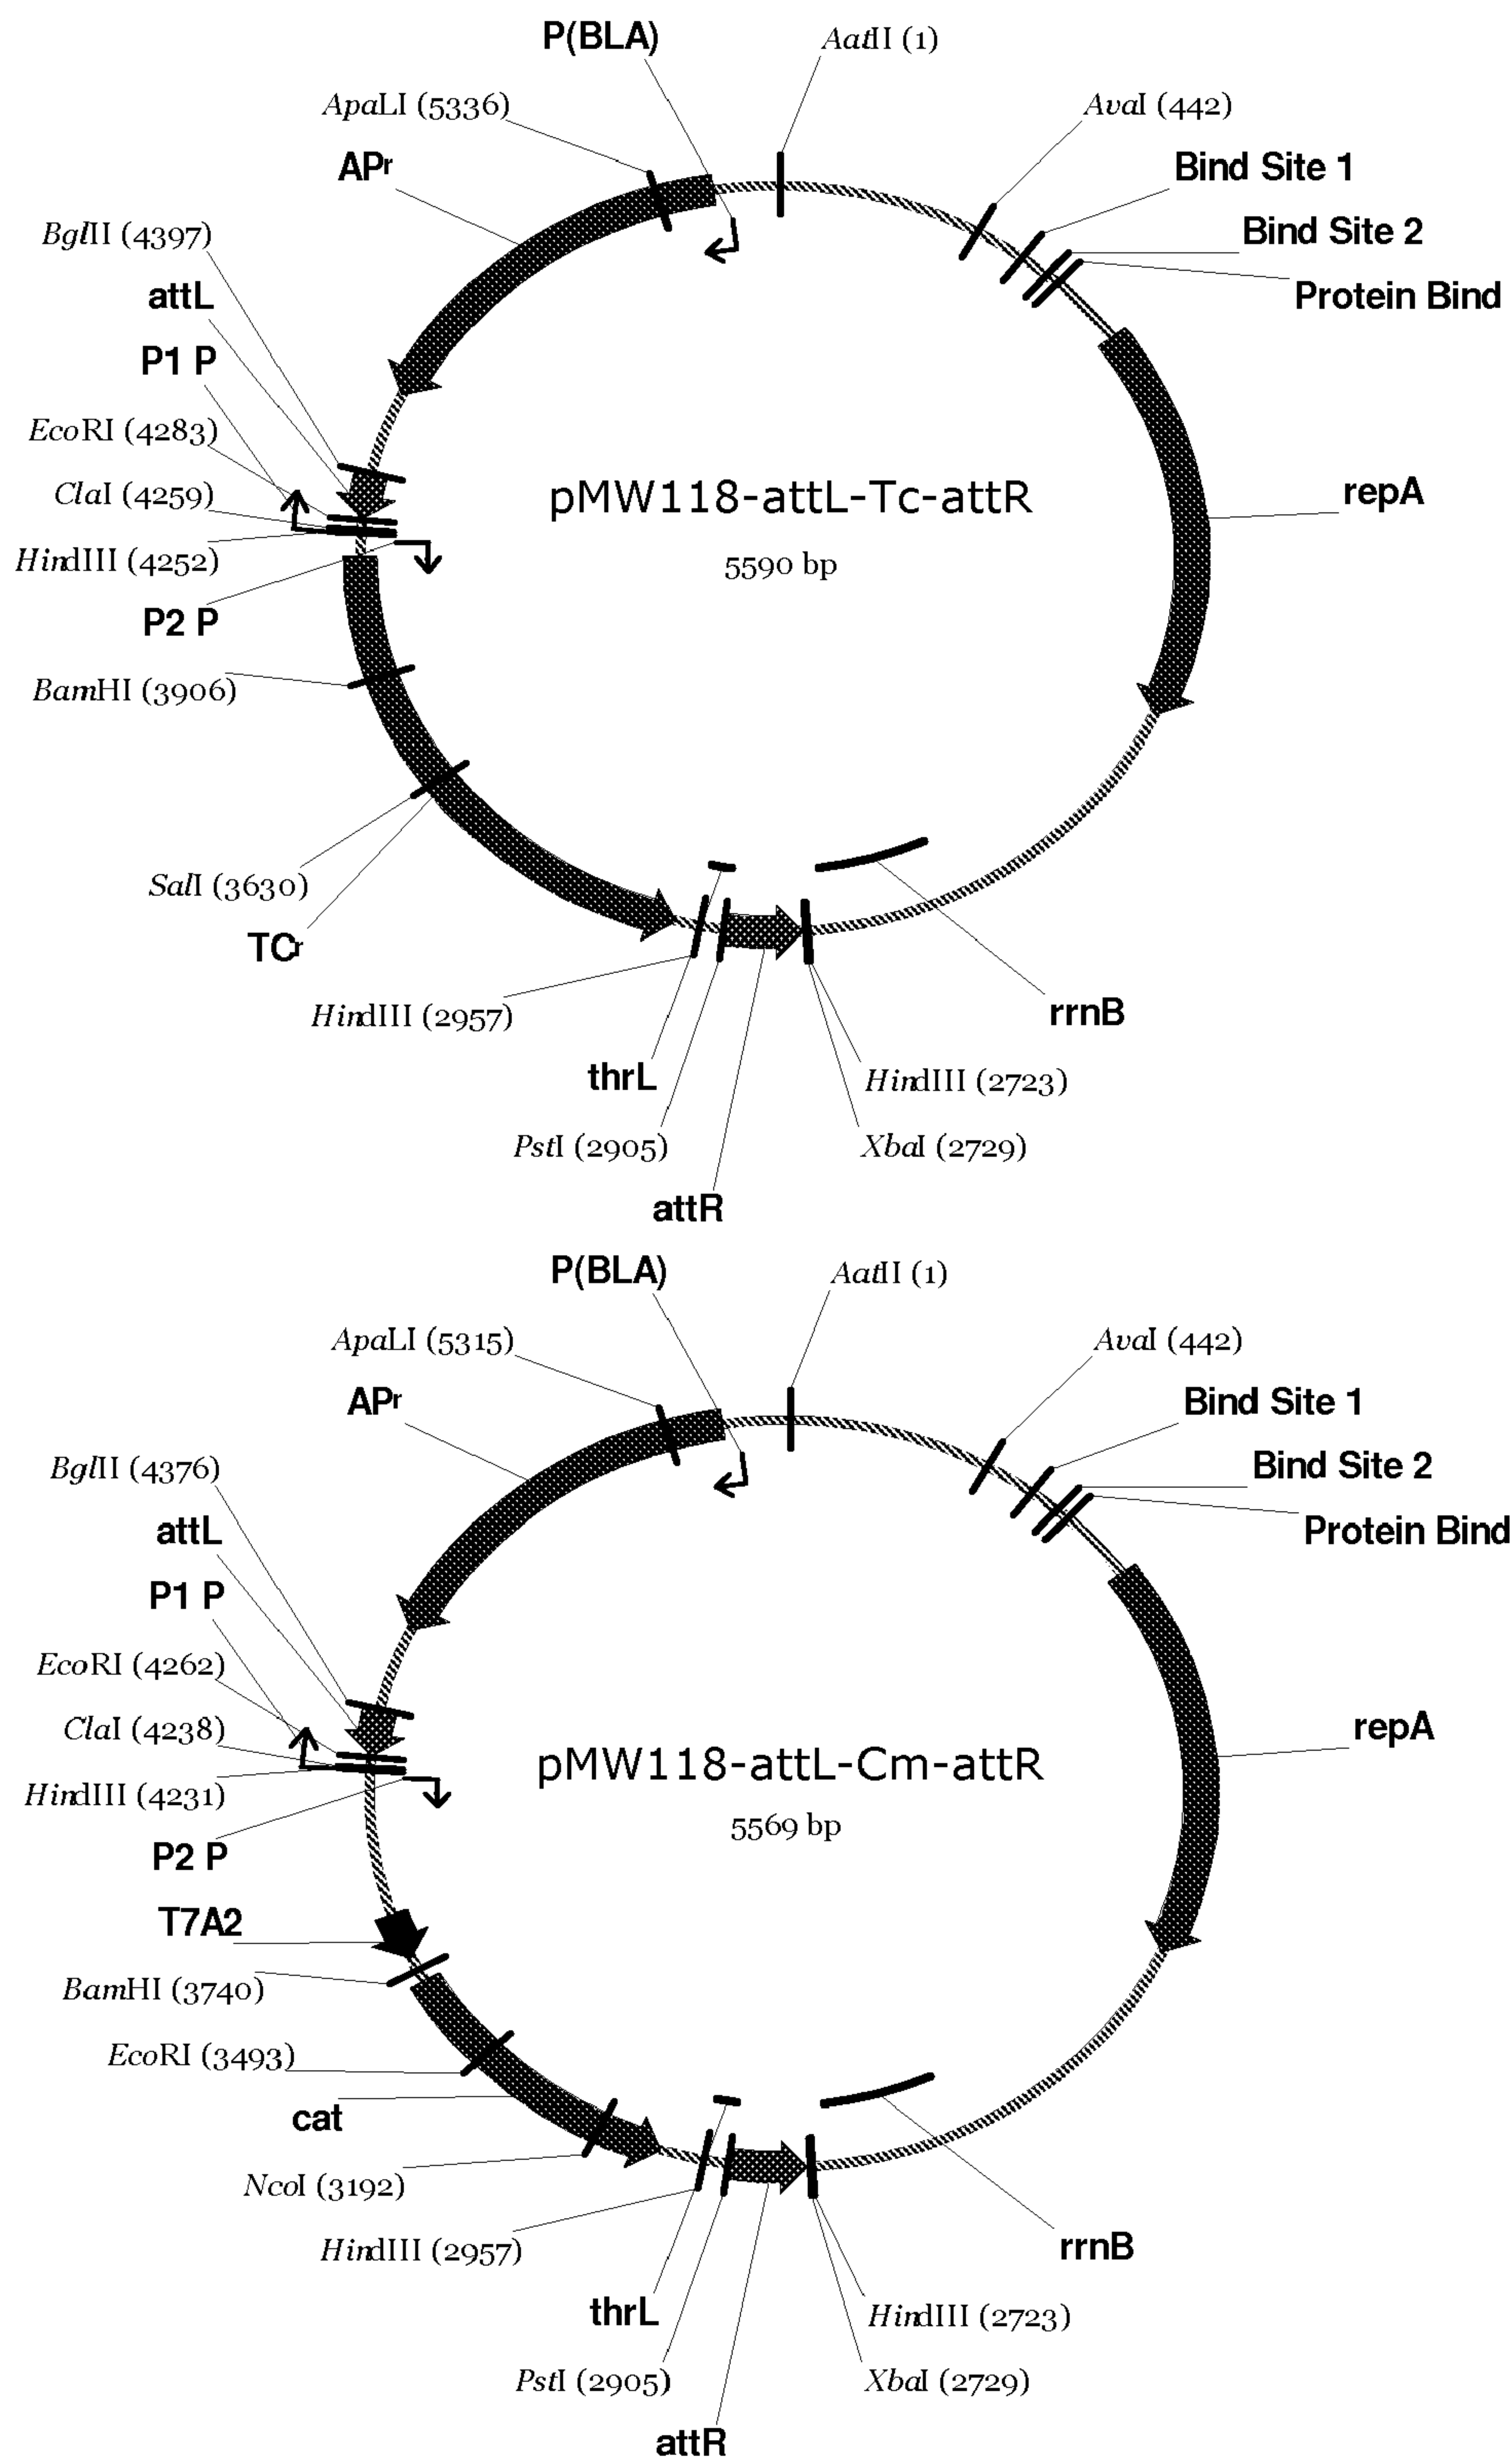 P(BLA)
AatII (1)
ApaLI (5336)
AvaI (442)
APr
Bind Site 1
BglII (4397)
Bind Site 2
attL
Protein Bind
P1 P
EcoRI (4283)
ClaI (4259)
pMW118-attL-Tc-attR
repA
HindIII (4252)
5590 bp
P2 P
BamHI (3906)
SalI (3630)
TCr
HindIII (2957)
rrnB
thrL
HindIII (2723)
PstI (2905)
XbaI (2729)
attR
P(BLA)
AatII (1)
ApaLI (5315)
AvaI (442)
APr
Bind Site 1
BglII (4376)
Bind Site 2
attL
Protein Bind
P1 P
EcoRI (4262)
ClaI (4238)
repA
pMW118-attL-Cm-attR
HindIII (4231)
5569 bp
P2 P
T7A2
BamHI (3740)
EcoRI (3493)
cat
NcoI (3192)
HindIII (2957)
rrnB
thrL
HindIII (2723)
PstI (2905)
XbaI (2729)
attR